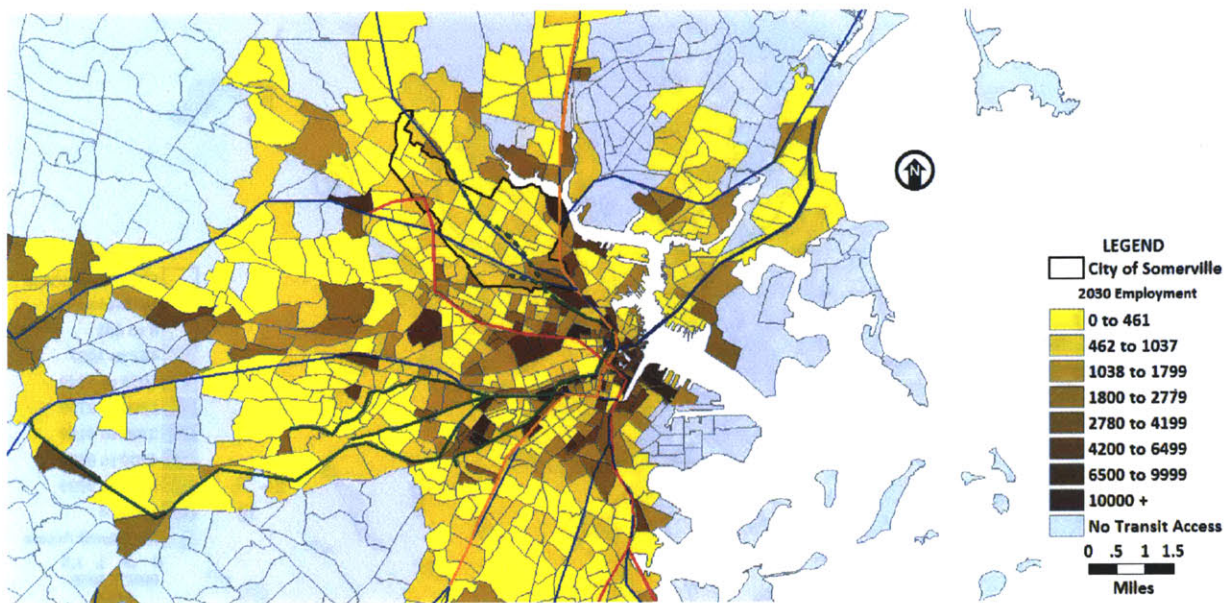 N
LEGEND
City of Somerville
2030 Employment
0 to 461
462 to 1037
1038 to 1799
1800 to 2779
2780 to 4199
4200 to 6499
6500 to 9999
10000 +
No Transit Access
0 .5 1 1.5
Miles